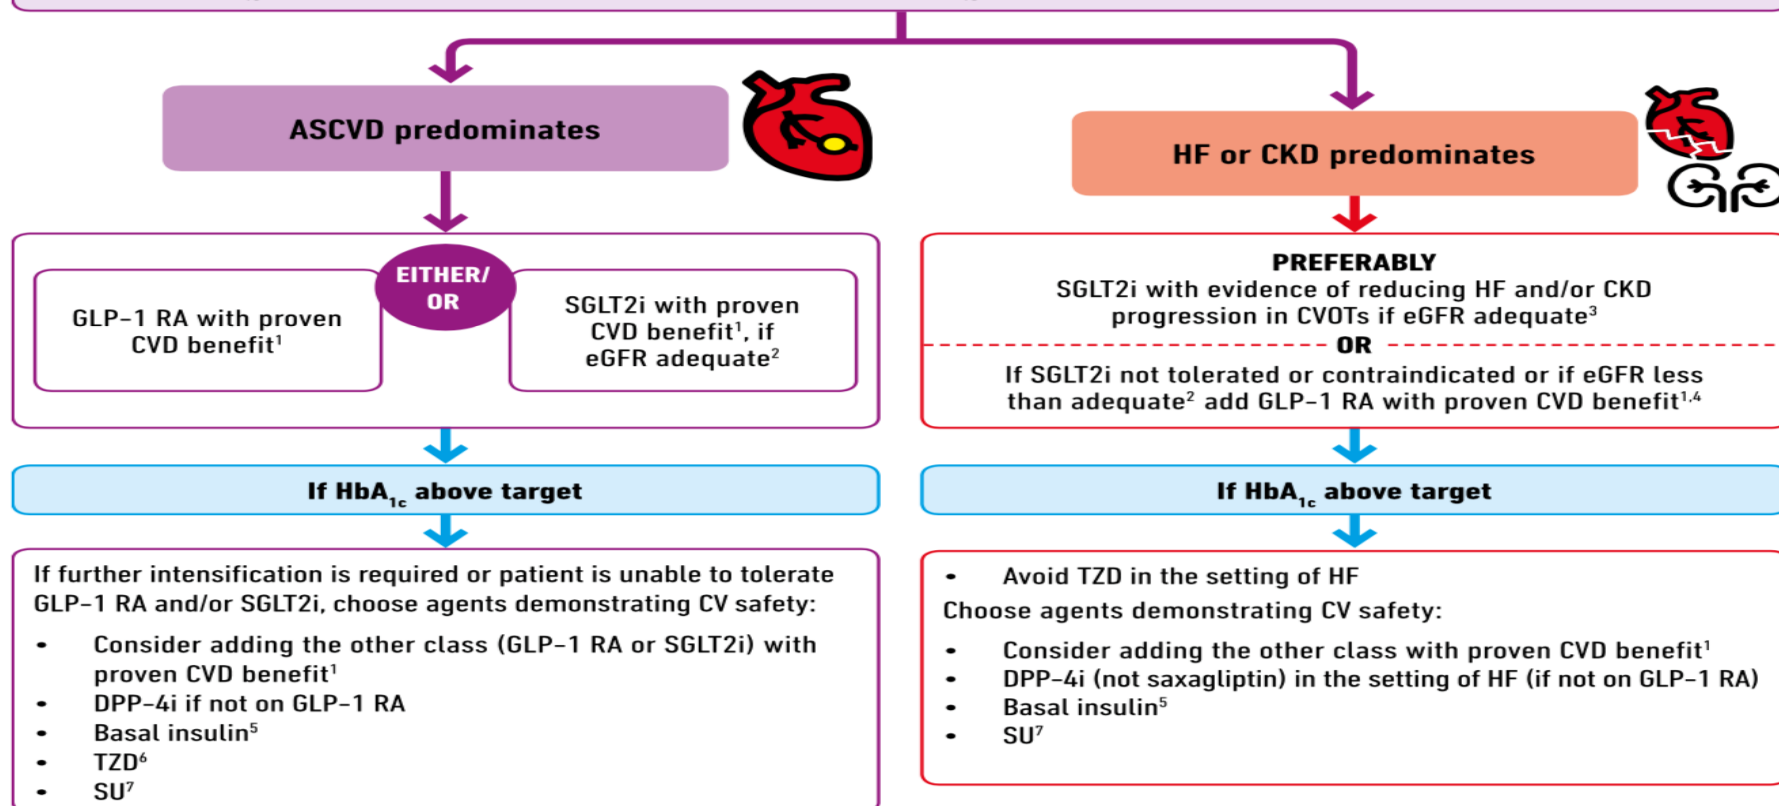 ASCVD predominates
EITHER/
OR
GLP-1 RA with proven
CVD benefit¹
SGLT2i with proven
CVD benefit¹, if
eGFR adequate²
If HbA₁c above target
If further intensification is required or patient is unable to tolerate
GLP-1 RA and/or SGLT2i, choose agents demonstrating CV safety:
• Consider adding the other class (GLP-1 RA or SGLT2i) with
proven CVD benefit¹
• DPP-4i if not on GLP-1 RA
• Basal insulin⁵
• TZD⁶
• SU⁷
HF or CKD predominates
PREFERABLY
SGLT2i with evidence of reducing HF and/or CKD
progression in CVOTs if eGFR adequate³
OR
If SGLT2i not tolerated or contraindicated or if eGFR less
than adequate² add GLP-1 RA with proven CVD benefit¹,⁴
If HbA₁c above target
• Avoid TZD in the setting of HF
Choose agents demonstrating CV safety:
• Consider adding the other class with proven CVD benefit¹
• DPP-4i (not saxagliptin) in the setting of HF (if not on GLP-1 RA)
• Basal insulin⁵
• SU⁷